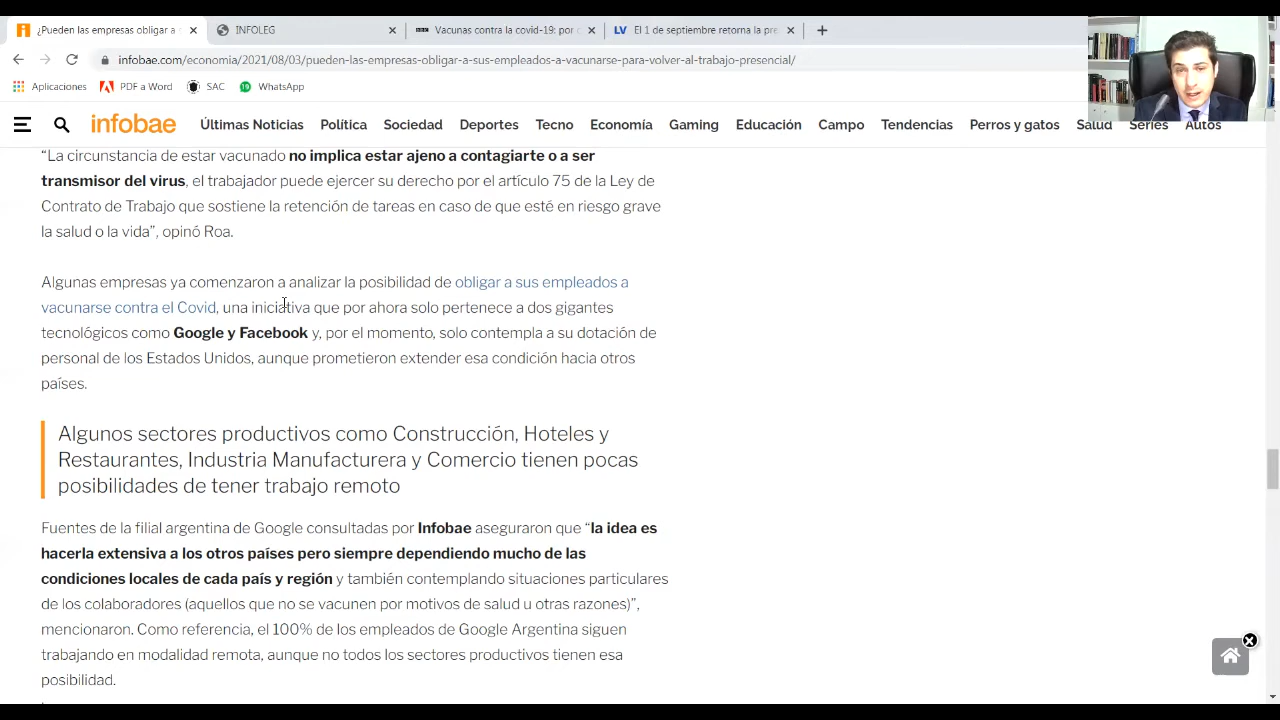 ¿Pueden las empresas obligar a
INFOLEG
BBC
Vacunas contra la covid-19: por
LV
El 1 de septiembre retorna la pre
infobae.com/economia/2021/08/03/pueden-las-empresas-obligar-a-sus-empleados-a-vacunarse-para-volver-al-trabajo-presencial/
Aplicaciones
PDF a Word
SAC
WhatsApp
infobae
Últimas Noticias
Política
Sociedad
Deportes
Tecno
Economía
Gaming
Educación
Campo
Tendencias
Perros y gatos
Salud
Series
Autos
“La circunstancia de estar vacunado no implica estar ajeno a contagiarte o a ser
transmisor del virus, el trabajador puede ejercer su derecho por el artículo 75 de la Ley de
Contrato de Trabajo que sostiene la retención de tareas en caso de que esté en riesgo grave
la salud o la vida”, opinó Roa.
Algunas empresas ya comenzaron a analizar la posibilidad de obligar a sus empleados a
vacunarse contra el Covid, una iniciativa que por ahora solo pertenece a dos gigantes
tecnológicos como Google y Facebook y, por el momento, solo contempla a su dotación de
personal de los Estados Unidos, aunque prometieron extender esa condición hacia otros
países.
Algunos sectores productivos como Construcción, Hoteles y
Restaurantes, Industria Manufacturera y Comercio tienen pocas
posibilidades de tener trabajo remoto
Fuentes de la filial argentina de Google consultadas por Infobae aseguraron que “la idea es
hacerla extensiva a los otros países pero siempre dependiendo mucho de las
condiciones locales de cada país y región y también contemplando situaciones particulares
de los colaboradores (aquellos que no se vacunen por motivos de salud u otras razones)”,
mencionaron. Como referencia, el 100% de los empleados de Google Argentina siguen
trabajando en modalidad remota, aunque no todos los sectores productivos tienen esa
posibilidad.